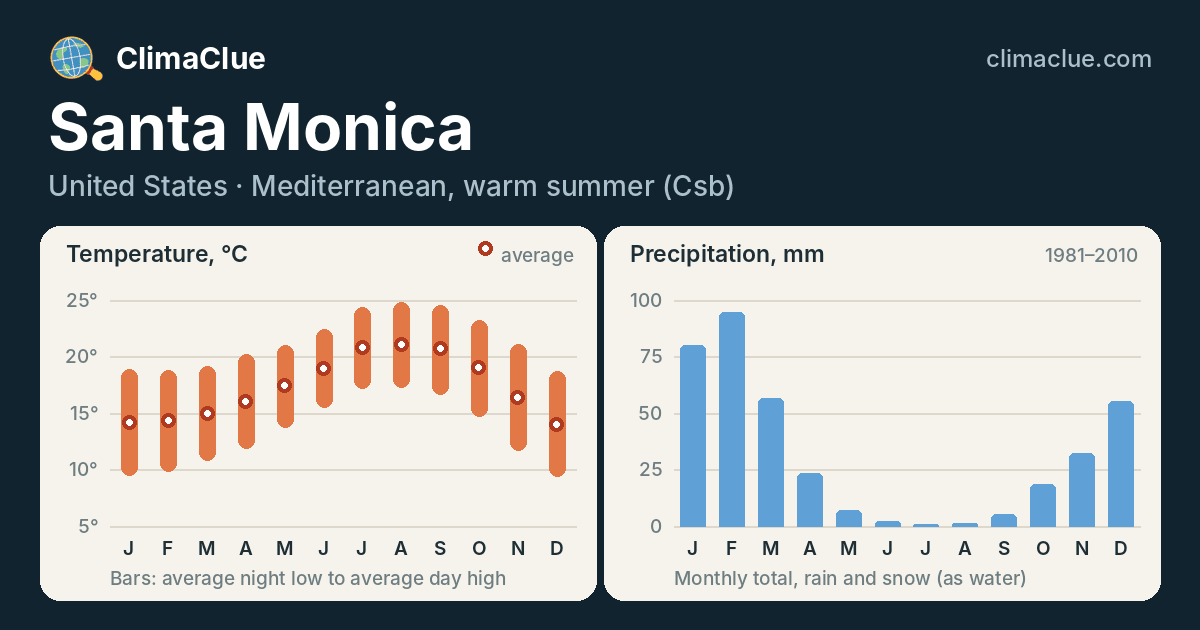 ClimaClue
climaclue.com
Santa Monica
United States · Mediterranean, warm summer (Csb)
Temperature, °C
average
25°
20°
15°
10°
5°
J F M A M J J A S O N D
Bars: average night low to average day high
Precipitation, mm
1981–2010
100
75
50
25
0
J F M A M J J A S O N D
Monthly total, rain and snow (as water)